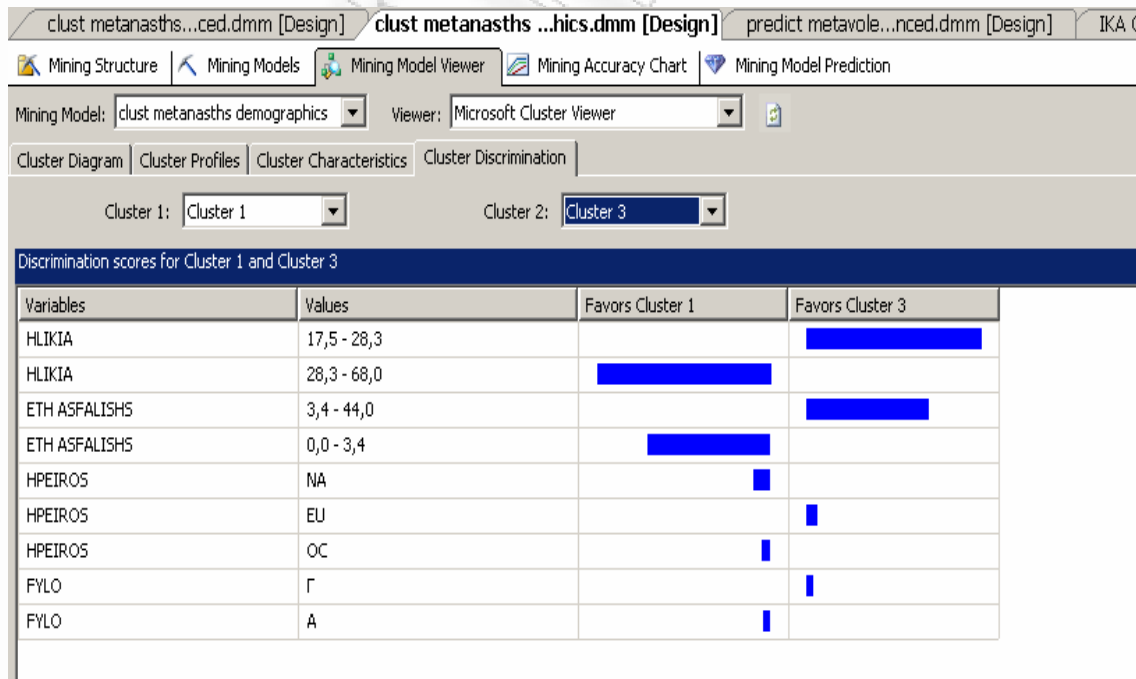 clust metanasths...ced.dmm [Design] clust metanasths ...hics.dmm [Design] predict metavole...nced.dmm [Design] IKA
Mining Structure Mining Models Mining Model Viewer Mining Accuracy Chart Mining Model Prediction
Mining Model: clust metanasths demographics Viewer: Microsoft Cluster Viewer
Cluster Diagram Cluster Profiles Cluster Characteristics Cluster Discrimination
Cluster 1: Cluster 1 Cluster 2: Cluster 3
Discrimination scores for Cluster 1 and Cluster 3
Variables Values Favors Cluster 1 Favors Cluster 3
HLIKIA 17,5 - 28,3
HLIKIA 28,3 - 68,0
ETH ASFALISHS 3,4 - 44,0
ETH ASFALISHS 0,0 - 3,4
HPEIROS NA
HPEIROS EU
HPEIROS OC
FYLO Γ
FYLO Α